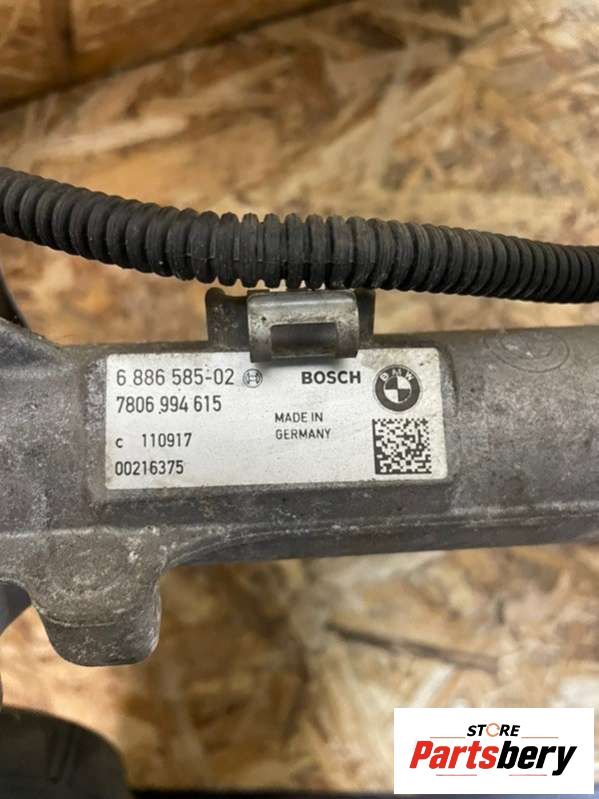 6 886 585-02 BOSCH BMW
7806 994 615
MADE IN
GERMANY
c 110917
00216375
STORE
Partsbery